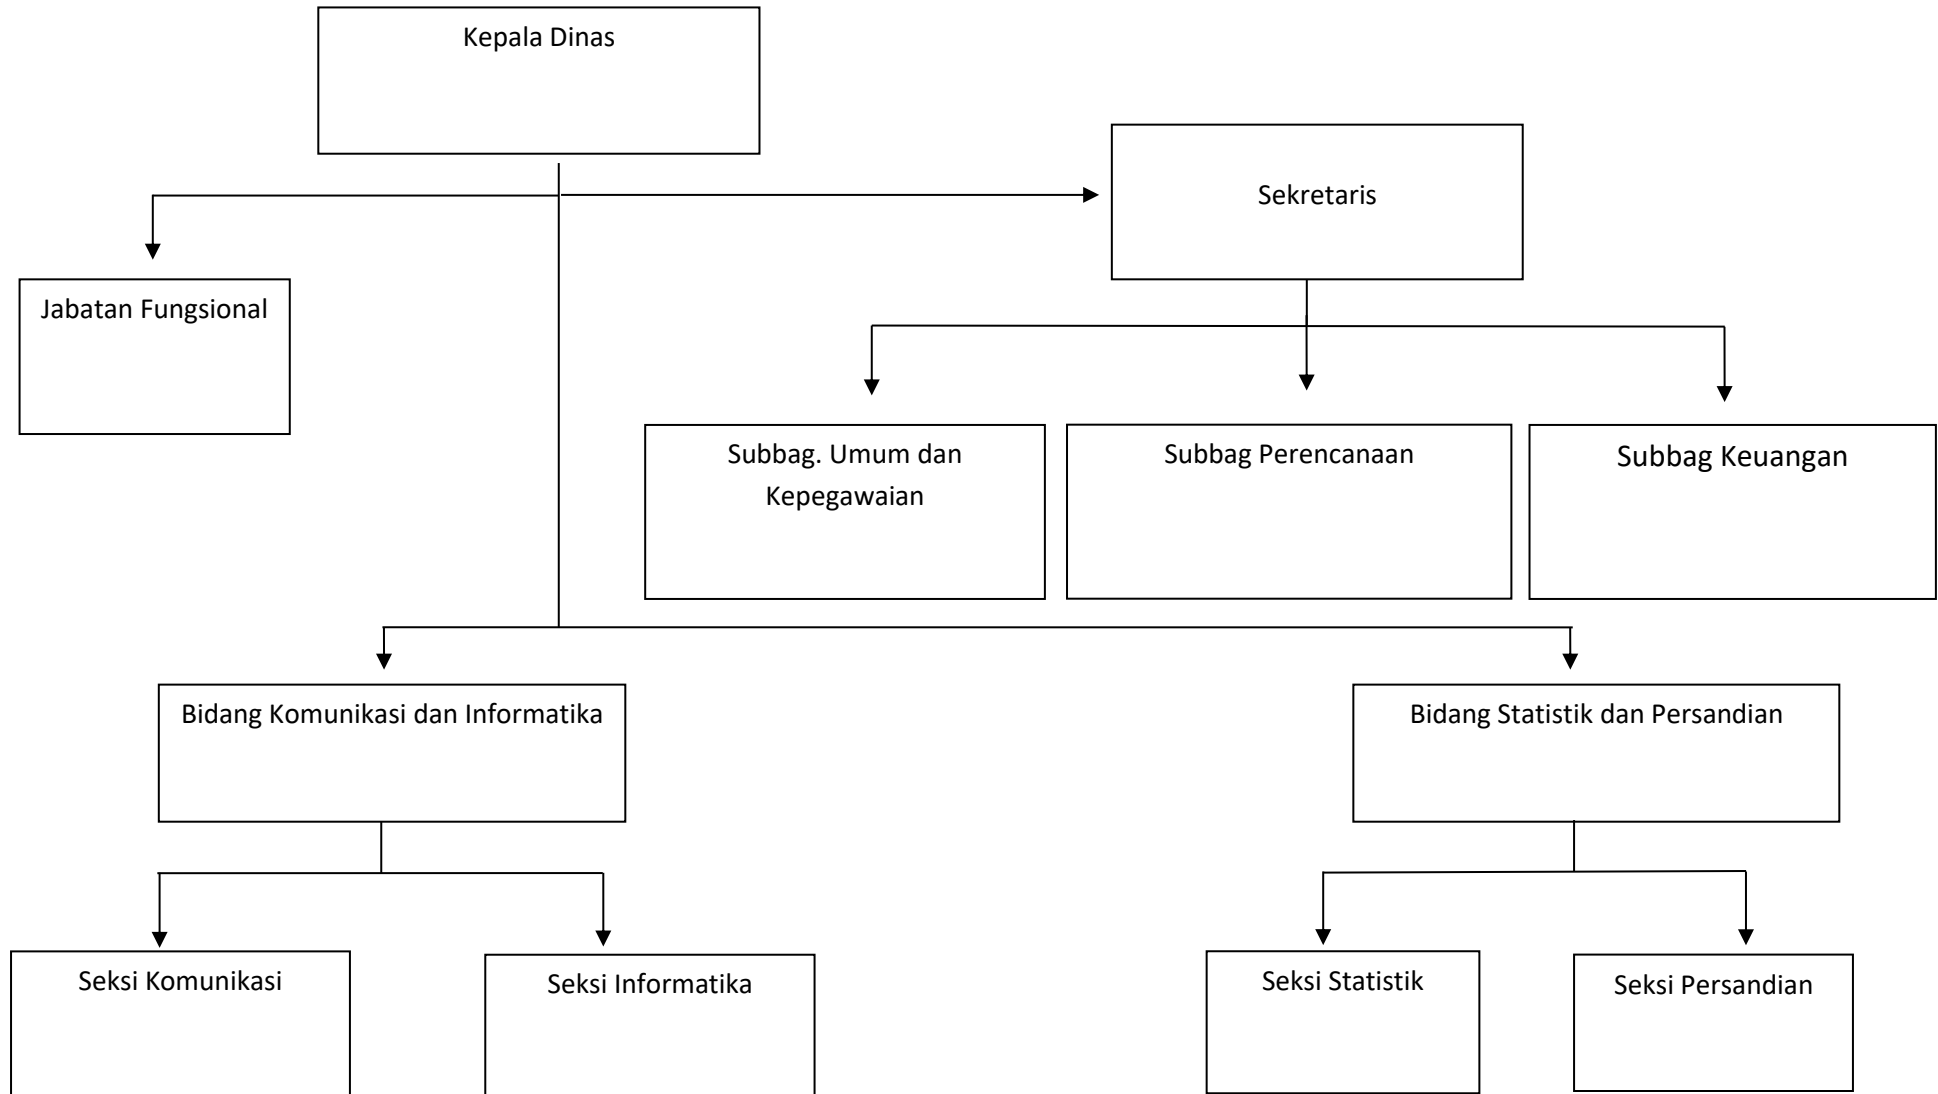 Kepala Dinas
Sekretaris
Jabatan Fungsional
Subbag. Umum dan
Kepegawaian
Subbag Perencanaan
Subbag Keuangan
Bidang Komunikasi dan Informatika
Bidang Statistik dan Persandian
Seksi Komunikasi
Seksi Informatika
Seksi Statistik
Seksi Persandian